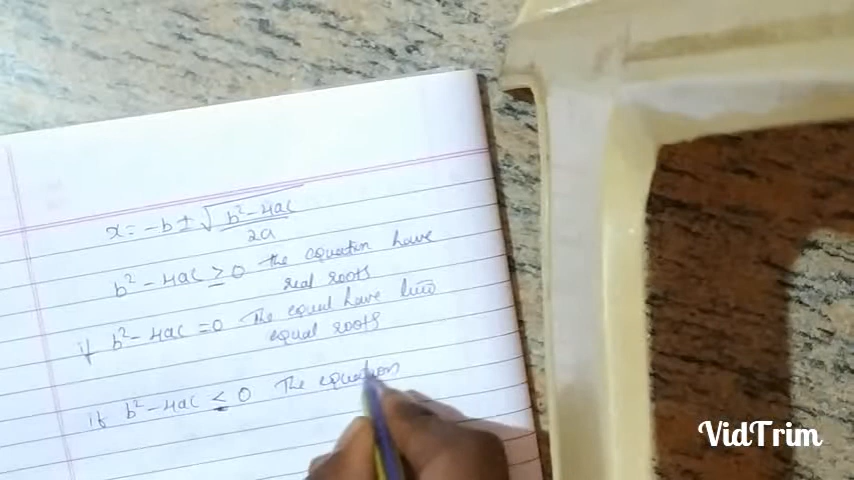 x = -b ± √b² - 4ac
2a
b² - 4ac ≥ 0 the equation have
real roots
if b² - 4ac = 0 The equal have two
equal roots
if b² - 4ac < 0 The equation
VidTrim